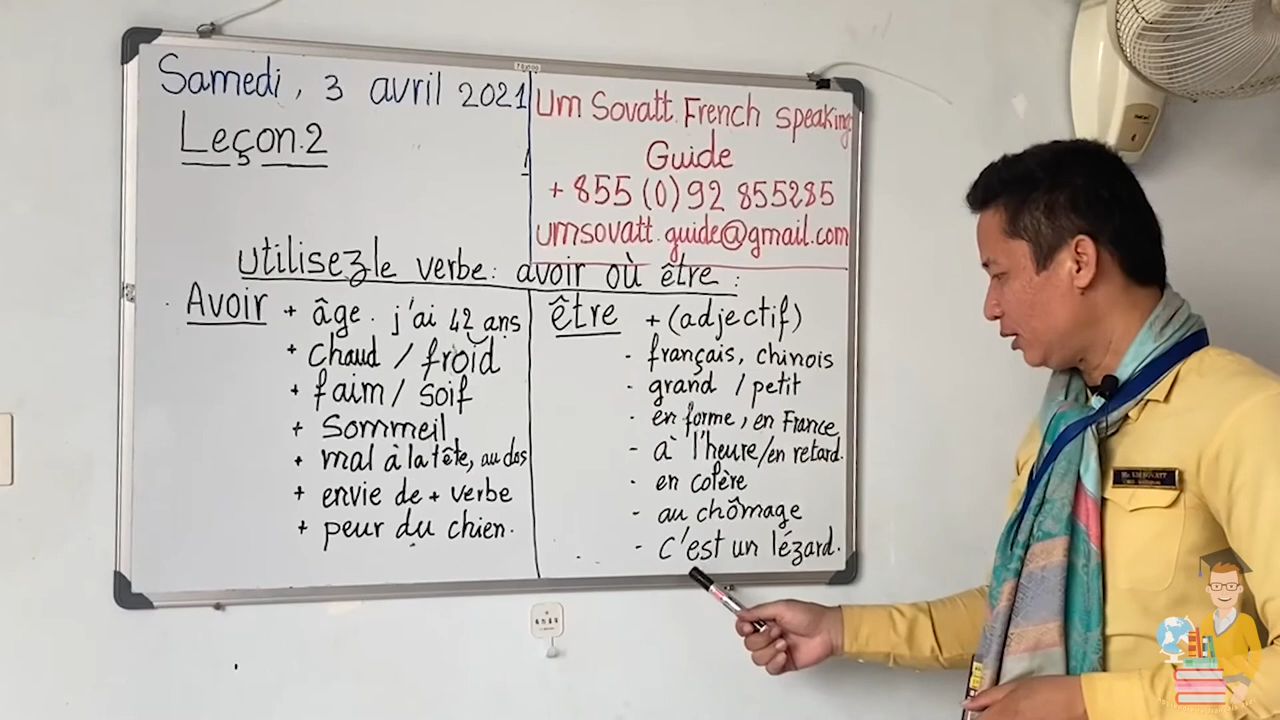 Samedi, 3 avril 2021
Leçon.2
Um Sovatt. French speaking
Guide
+ 855 (0) 92 855285
umsovatt.guide@gmail.com
utilisez le verbe: avoir où être :
Avoir + âge. j'ai 42 ans
+ chaud / froid
+ faim / soif
+ Sommeil
+ mal à la tête, au dos
+ envie de + verbe
+ peur du chien.
être + (adjectif)
- français, chinois
- grand / petit
- en forme, en France
- à l'heure/en retard.
- en colère
- au chômage
- c'est un lézard.